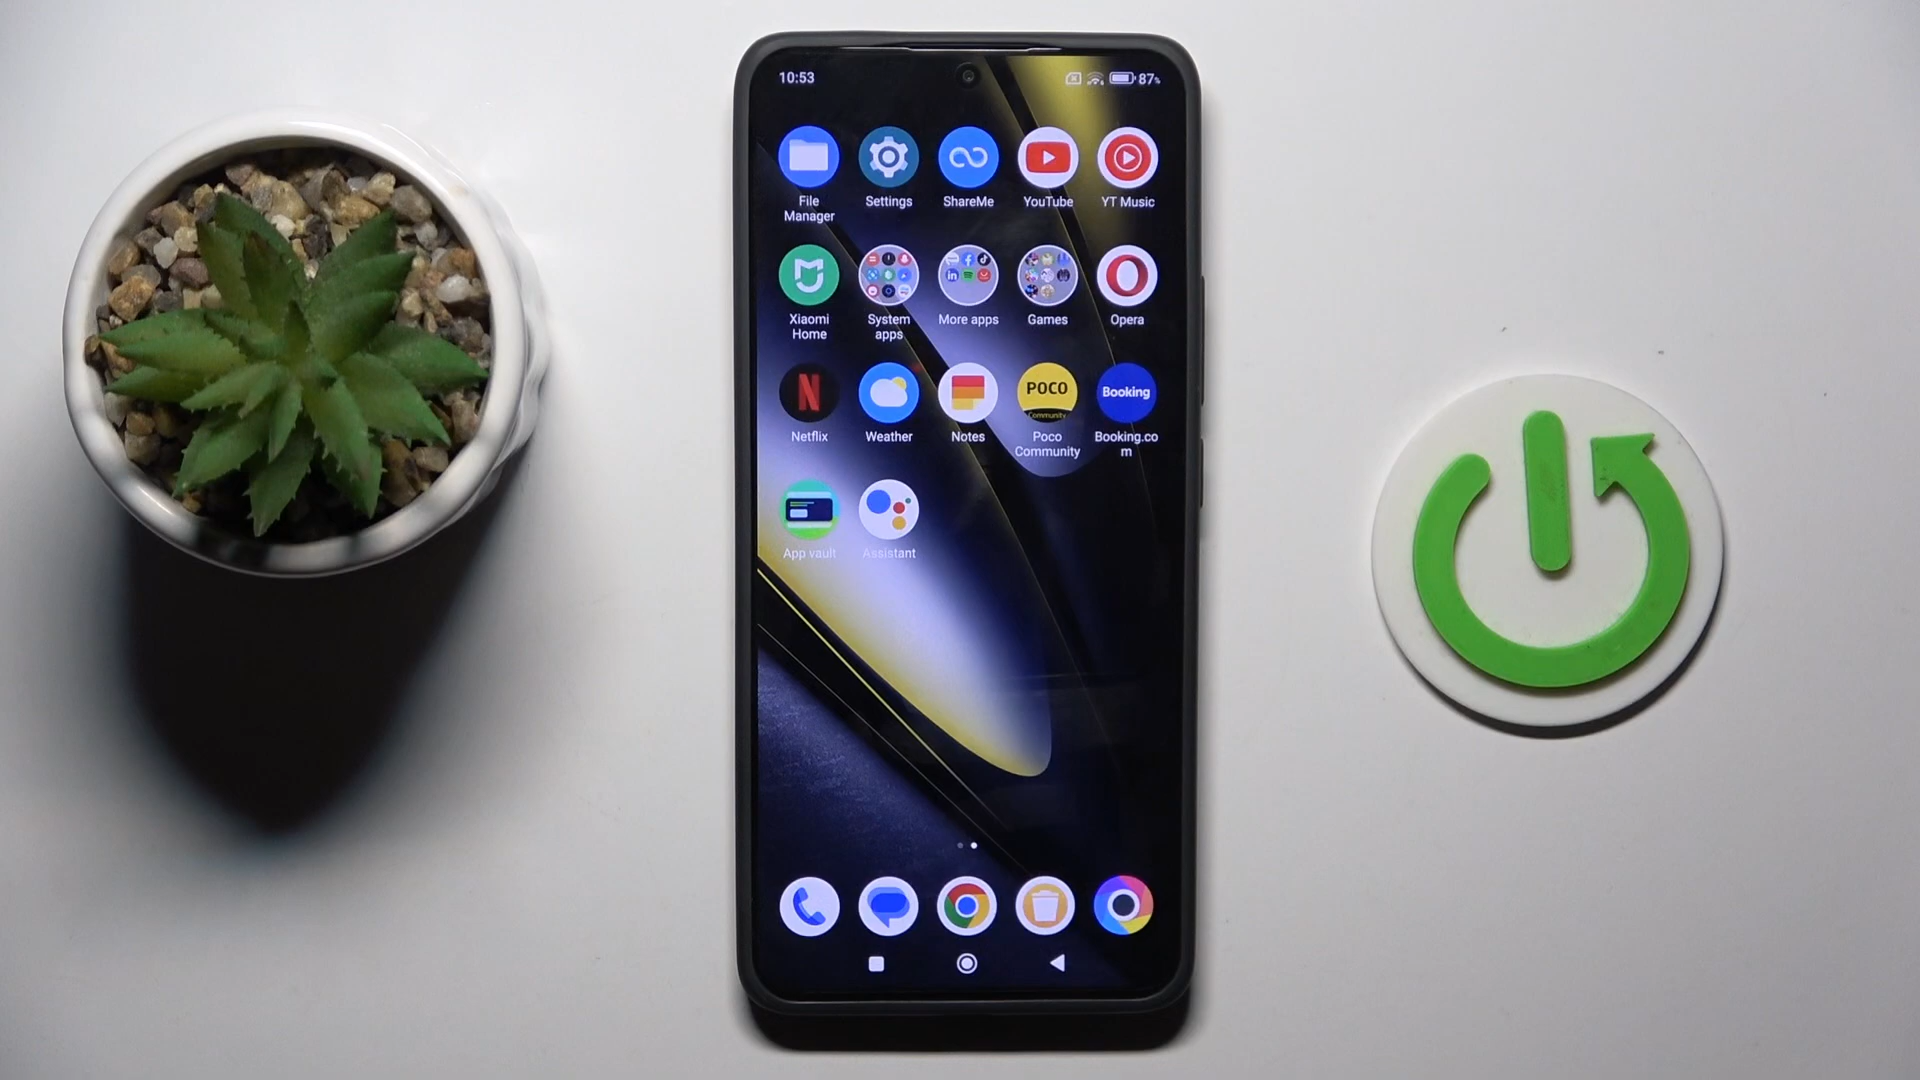 10:53
87%
File
Manager
Settings
ShareMe
YouTube
YT Music
Xiaomi
Home
System
apps
More apps
Games
Opera
POCO
Community
Booking
Netflix
Weather
Notes
Poco
Community
Booking.co
m
App vault
Assistant